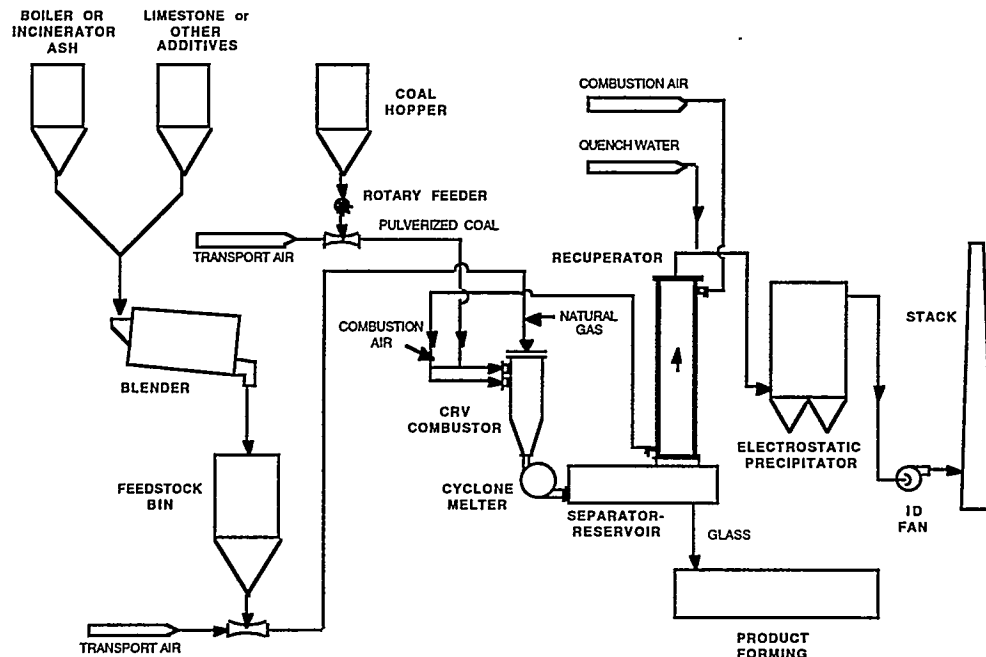 BOILER OR
INCINERATOR
ASH
LIMESTONE or
OTHER
ADDITIVES
COAL
HOPPER
COMBUSTION AIR
QUENCH WATER
ROTARY FEEDER
PULVERIZED COAL
TRANSPORT AIR
RECUPERATOR
NATURAL
GAS
STACK
COMBUSTION
AIR
BLENDER
CRV
COMBUSTOR
ELECTROSTATIC
PRECIPITATOR
FEEDSTOCK
BIN
CYCLONE
MELTER
SEPARATOR-
RESERVOIR
ID
FAN
GLASS
TRANSPORT AIR
PRODUCT
FORMING